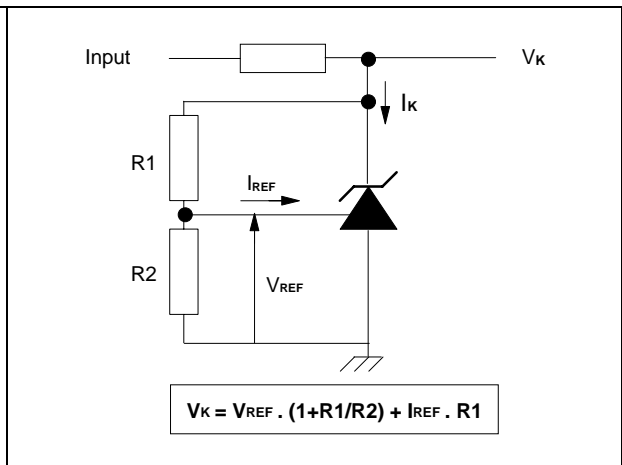 Input
VK
IK
R1
IREF
R2
VREF
VK = VREF . (1+R1/R2) + IREF . R1